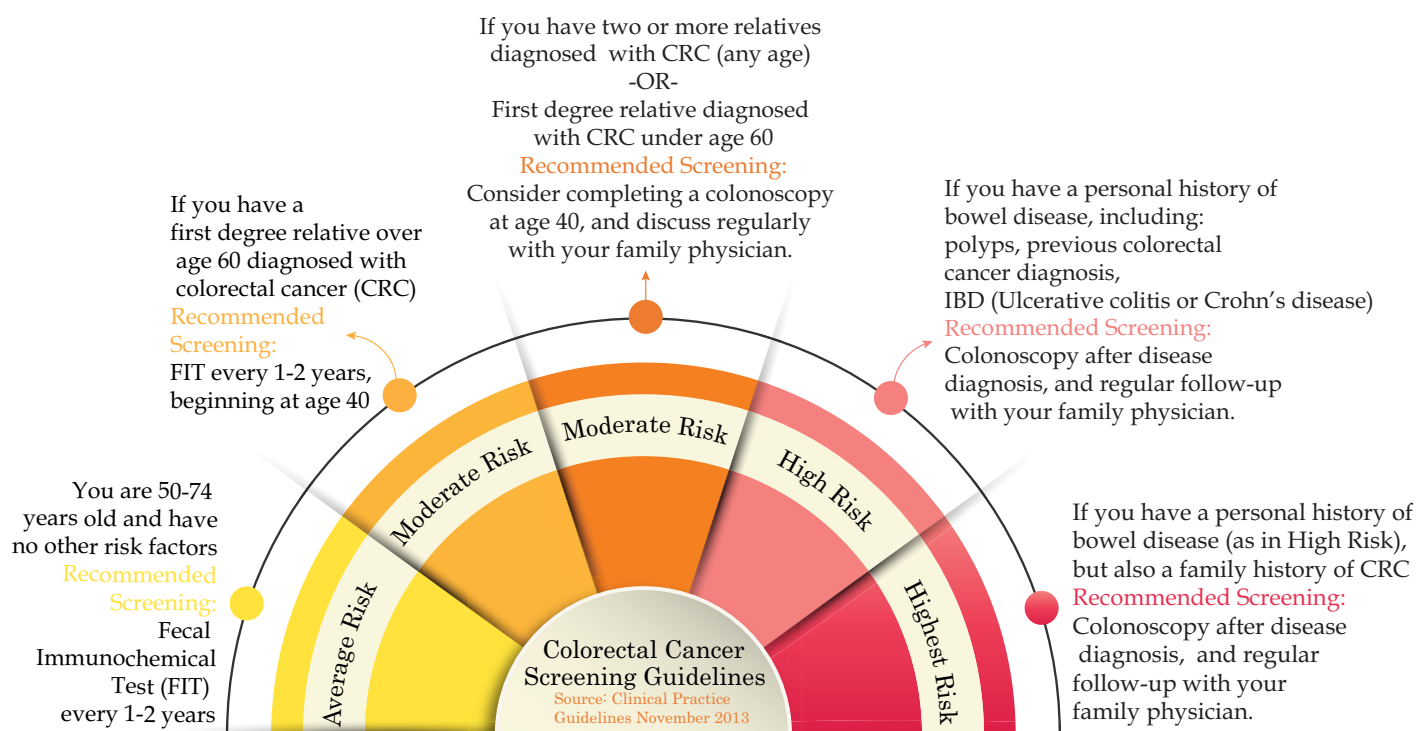 You are 50-74
years old and have
no other risk factors
Recommended
Screening:
Fecal
Immunochemical
Test (FIT)
every 1-2 years
Average Risk
If you have a
first degree relative over
age 60 diagnosed with
colorectal cancer (CRC)
Recommended
Screening:
FIT every 1-2 years,
beginning at age 40
Moderate Risk
If you have two or more relatives
diagnosed with CRC (any age)
-OR-
First degree relative diagnosed
with CRC under age 60
Recommended Screening:
Consider completing a colonoscopy
at age 40, and discuss regularly
with your family physician.
Moderate Risk
If you have a personal history of
bowel disease, including:
polyps, previous colorectal
cancer diagnosis,
IBD (Ulcerative colitis or Crohn's disease)
Recommended Screening:
Colonoscopy after disease
diagnosis, and regular follow-up
with your family physician.
High Risk
If you have a personal history of
bowel disease (as in High Risk),
but also a family history of CRC
Recommended Screening:
Colonoscopy after disease
diagnosis, and regular
follow-up with your
family physician.
Highest Risk
Colorectal Cancer
Screening Guidelines
Source: Clinical Practice
Guidelines November 2013